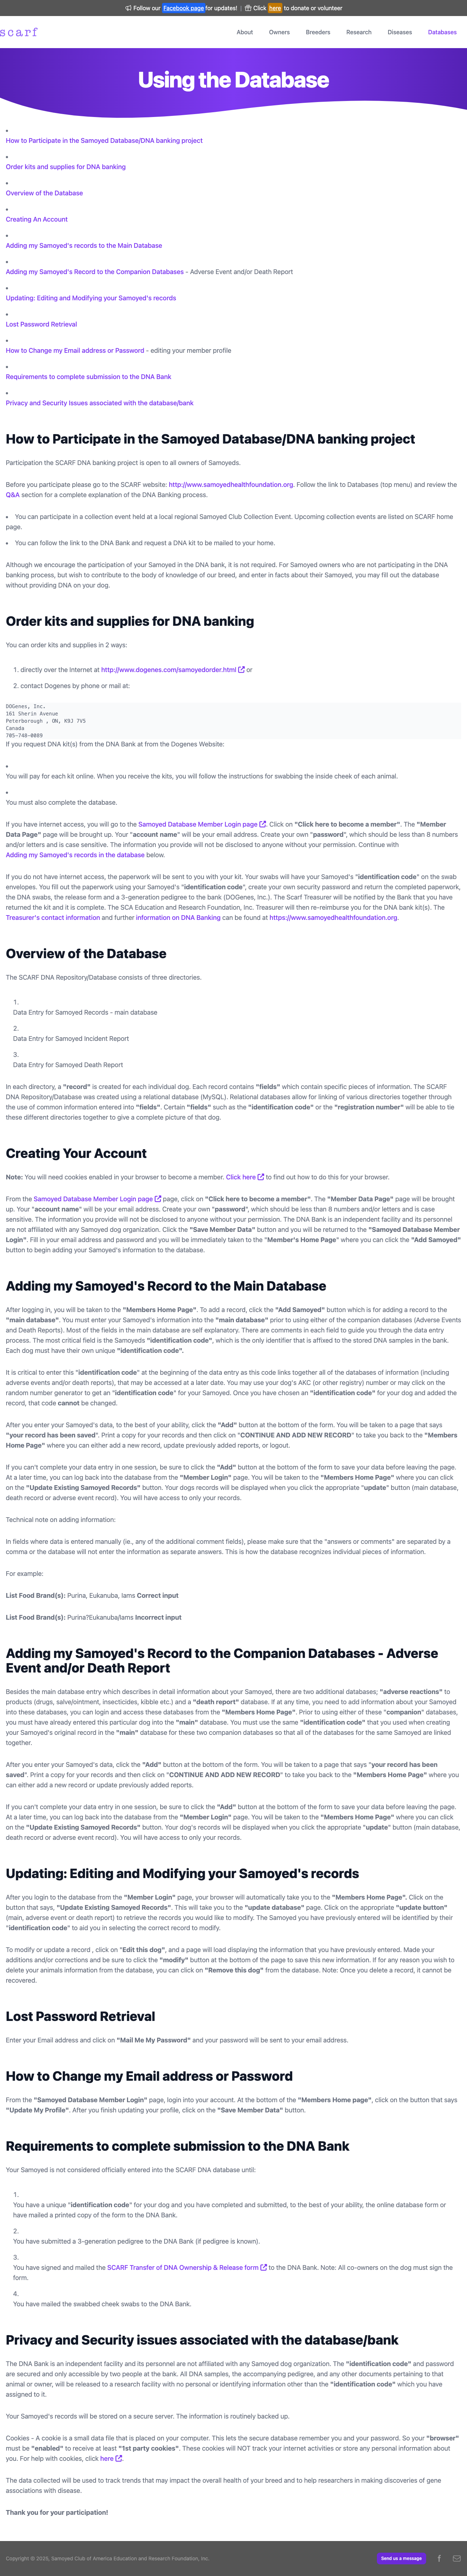 Follow our Facebook page for updates! | Click here to donate or volunteer
scarf
About Owners Breeders Research Diseases Databases
Using the Database
How to Participate in the Samoyed Database/DNA banking project
Order kits and supplies for DNA banking
Overview of the Database
Creating An Account
Adding my Samoyed's records to the Main Database
Adding my Samoyed's Record to the Companion Databases - Adverse Event and/or Death Report
Updating: Editing and Modifying your Samoyed's records
Lost Password Retrieval
How to Change my Email address or Password - editing your member profile
Requirements to complete submission to the DNA Bank
Privacy and Security Issues associated with the database/bank
How to Participate in the Samoyed Database/DNA banking project
Participation the SCARF DNA banking project is open to all owners of Samoyeds.
Before you participate please go to the SCARF website: http://www.samoyedhealthfoundation.org. Follow the link to Databases (top menu) and review the
Q&A section for a complete explanation of the DNA Banking process.
• You can participate in a collection event held at a local regional Samoyed Club Collection Event. Upcoming collection events are listed on SCARF home
page.
• You can follow the link to the DNA Bank and request a DNA kit to be mailed to your home.
Although we encourage the participation of your Samoyed in the DNA bank, it is not required. For Samoyed owners who are not participating in the DNA
banking process, but wish to contribute to the body of knowledge of our breed, and enter in facts about their Samoyed, you may fill out the database
without providing DNA on your dog.
Order kits and supplies for DNA banking
You can order kits and supplies in 2 ways:
1. directly over the Internet at http://www.dogenes.com/samoyedorder.html or
2. contact Dogenes by phone or mail at:
DOGenes, Inc.
161 Sherin Avenue
Peterborough , ON, K9J 7V5
Canada
705-748-0089
If you request DNA kit(s) from the DNA Bank at from the Dogenes Website:
You will pay for each kit online. When you receive the kits, you will follow the instructions for swabbing the inside cheek of each animal.
You must also complete the database.
If you have internet access, you will go to the Samoyed Database Member Login page. Click on "Click here to become a member". The "Member
Data Page" page will be brought up. Your "account name" will be your email address. Create your own "password", which should be less than 8 numbers
and/or letters and is case sensitive. The information you provide will not be disclosed to anyone without your permission. Continue with
Adding my Samoyed's records in the database below.
If you do not have internet access, the paperwork will be sent to you with your kit. Your swabs will have your Samoyed's "identification code" on the swab
envelopes. You fill out the paperwork using your Samoyed's "identification code", create your own security password and return the completed paperwork,
the DNA swabs, the release form and a 3-generation pedigree to the bank (DOGenes, Inc.). The Scarf Treasurer will be notified by the Bank that you have
returned the kit and it is complete. The SCA Education and Research Foundation, Inc. Treasurer will then re-reimburse you for the DNA bank kit(s). The
Treasurer's contact information and further information on DNA Banking can be found at https://www.samoyedhealthfoundation.org.
Overview of the Database
The SCARF DNA Repository/Database consists of three directories.
1.
Data Entry for Samoyed Records - main database
2.
Data Entry for Samoyed Incident Report
3.
Data Entry for Samoyed Death Report
In each directory, a "record" is created for each individual dog. Each record contains "fields" which contain specific pieces of information. The SCARF
DNA Repository/Database was created using a relational database (MySQL). Relational databases allow for linking of various directories together through
the use of common information entered into "fields". Certain "fields" such as the "identification code" or the "registration number" will be able to tie
these different directories together to give a complete picture of that dog.
Creating Your Account
Note: You will need cookies enabled in your browser to become a member. Click here to find out how to do this for your browser.
From the Samoyed Database Member Login page page, click on "Click here to become a member". The "Member Data Page" page will be brought
up. Your "account name" will be your email address. Create your own "password", which should be less than 8 numbers and/or letters and is case
sensitive. The information you provide will not be disclosed to anyone without your permission. The DNA Bank is an independent facility and its personnel
are not affiliated with any Samoyed dog organization. Click the "Save Member Data" button and you will be returned to the "Samoyed Database Member
Login". Fill in your email address and password and you will be immediately taken to the "Member's Home Page" where you can click the "Add Samoyed"
button to begin adding your Samoyed's information to the database.
Adding my Samoyed's Record to the Main Database
After logging in, you will be taken to the "Members Home Page". To add a record, click the "Add Samoyed" button which is for adding a record to the
"main database". You must enter your Samoyed's information into the "main database" prior to using either of the companion databases (Adverse Events
and Death Reports). Most of the fields in the main database are self explanatory. There are comments in each field to guide you through the data entry
process. The most critical field is the Samoyeds "identification code", which is the only identifier that is affixed to the stored DNA samples in the bank.
Each dog must have their own unique "identification code".
It is critical to enter this "identification code" at the beginning of the data entry as this code links together all of the databases of information (including
adverse events and/or death reports), that may be accessed at a later date. You may use your dog's AKC (or other registry) number or may click on the
random number generator to get an "identification code" for your Samoyed. Once you have chosen an "identification code" for your dog and added the
record, that code cannot be changed.
After you enter your Samoyed's data, to the best of your ability, click the "Add" button at the bottom of the form. You will be taken to a page that says
"your record has been saved". Print a copy for your records and then click on "CONTINUE AND ADD NEW RECORD" to take you back to the "Members
Home Page" where you can either add a new record, update previously added reports, or logout.
If you can't complete your data entry in one session, be sure to click the "Add" button at the bottom of the form to save your data before leaving the page.
At a later time, you can log back into the database from the "Member Login" page. You will be taken to the "Members Home Page" where you can click
on the "Update Existing Samoyed Records" button. Your dogs records will be displayed when you click the appropriate "update" button (main database,
death record or adverse event record). You will have access to only your records.
Technical note on adding information:
In fields where data is entered manually (ie., any of the additional comment fields), please make sure that the "answers or comments" are separated by a
comma or the database will not enter the information as separate answers. This is how the database recognizes individual pieces of information.
For example:
List Food Brand(s): Purina, Eukanuba, Iams Correct input
List Food Brand(s): Purina?Eukanuba/Iams Incorrect input
Adding my Samoyed's Record to the Companion Databases - Adverse
Event and/or Death Report
Besides the main database entry which describes in detail information about your Samoyed, there are two additional databases; "adverse reactions" to
products (drugs, salve/ointment, insecticides, kibble etc.) and a "death report" database. If at any time, you need to add information about your Samoyed
into these databases, you can login and access these databases from the "Members Home Page". Prior to using either of these "companion" databases,
you must have already entered this particular dog into the "main" database. You must use the same "identification code" that you used when creating
your Samoyed's original record in the "main" database for these two companion databases so that all of the databases for the same Samoyed are linked
together.
After you enter your Samoyed's data, click the "Add" button at the bottom of the form. You will be taken to a page that says "your record has been
saved". Print a copy for your records and then click on "CONTINUE AND ADD NEW RECORD" to take you back to the "Members Home Page" where you
can either add a new record or update previously added reports.
If you can't complete your data entry in one session, be sure to click the "Add" button at the bottom of the form to save your data before leaving the page.
At a later time, you can log back into the database from the "Member Login" page. You will be taken to the "Members Home Page" where you can click
on the "Update Existing Samoyed Records" button. Your dog's records will be displayed when you click the appropriate "update" button (main database,
death record or adverse event record). You will have access to only your records.
Updating: Editing and Modifying your Samoyed's records
After you login to the database from the "Member Login" page, your browser will automatically take you to the "Members Home Page". Click on the
button that says, "Update Existing Samoyed Records". This will take you to the "update database" page. Click on the appropriate "update button"
(main, adverse event or death report) to retrieve the records you would like to modify. The Samoyed you have previously entered will be identified by their
"identification code" to aid you in selecting the correct record to modify.
To modify or update a record , click on "Edit this dog", and a page will load displaying the information that you have previously entered. Made your
additions and/or corrections and be sure to click the "modify" button at the bottom of the page to save this new information. If for any reason you wish to
delete your animals information from the database, you can click on "Remove this dog" from the database. Note: Once you delete a record, it cannot be
recovered.
Lost Password Retrieval
Enter your Email address and click on "Mail Me My Password" and your password will be sent to your email address.
How to Change my Email address or Password
From the "Samoyed Database Member Login" page, login into your account. At the bottom of the "Members Home page", click on the button that says
"Update My Profile". After you finish updating your profile, click on the "Save Member Data" button.
Requirements to complete submission to the DNA Bank
Your Samoyed is not considered officially entered into the SCARF DNA database until:
1.
You have a unique "identification code" for your dog and you have completed and submitted, to the best of your ability, the online database form or
have mailed a printed copy of the form to the DNA Bank.
2.
You have submitted a 3-generation pedigree to the DNA Bank (if pedigree is known).
3.
You have signed and mailed the SCARF Transfer of DNA Ownership & Release form to the DNA Bank. Note: All co-owners on the dog must sign the
form.
4.
You have mailed the swabbed cheek swabs to the DNA Bank.
Privacy and Security issues associated with the database/bank
The DNA Bank is an independent facility and its personnel are not affiliated with any Samoyed dog organization. The "identification code" and password
are secured and only accessible by two people at the bank. All DNA samples, the accompanying pedigree, and any other documents pertaining to that
animal or owner, will be released to a research facility with no personal or identifying information other than the "identification code" which you have
assigned to it.
Your Samoyed's records will be stored on a secure server. The information is routinely backed up.
Cookies - A cookie is a small data file that is placed on your computer. This lets the secure database remember you and your password. So your "browser"
must be "enabled" to receive at least "1st party cookies". These cookies will NOT track your internet activities or store any personal information about
you. For help with cookies, click here.
The data collected will be used to track trends that may impact the overall health of your breed and to help researchers in making discoveries of gene
associations with disease.
Thank you for your participation!
Copyright © 2025, Samoyed Club of America Education and Research Foundation, Inc.
Send us a message